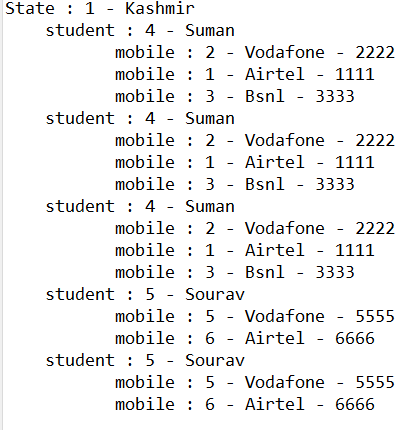 State : 1 - Kashmir
student : 4 - Suman
mobile : 2 - Vodafone - 2222
mobile : 1 - Airtel - 1111
mobile : 3 - Bsnl - 3333
student : 4 - Suman
mobile : 2 - Vodafone - 2222
mobile : 1 - Airtel - 1111
mobile : 3 - Bsnl - 3333
student : 4 - Suman
mobile : 2 - Vodafone - 2222
mobile : 1 - Airtel - 1111
mobile : 3 - Bsnl - 3333
student : 5 - Sourav
mobile : 5 - Vodafone - 5555
mobile : 6 - Airtel - 6666
student : 5 - Sourav
mobile : 5 - Vodafone - 5555
mobile : 6 - Airtel - 6666